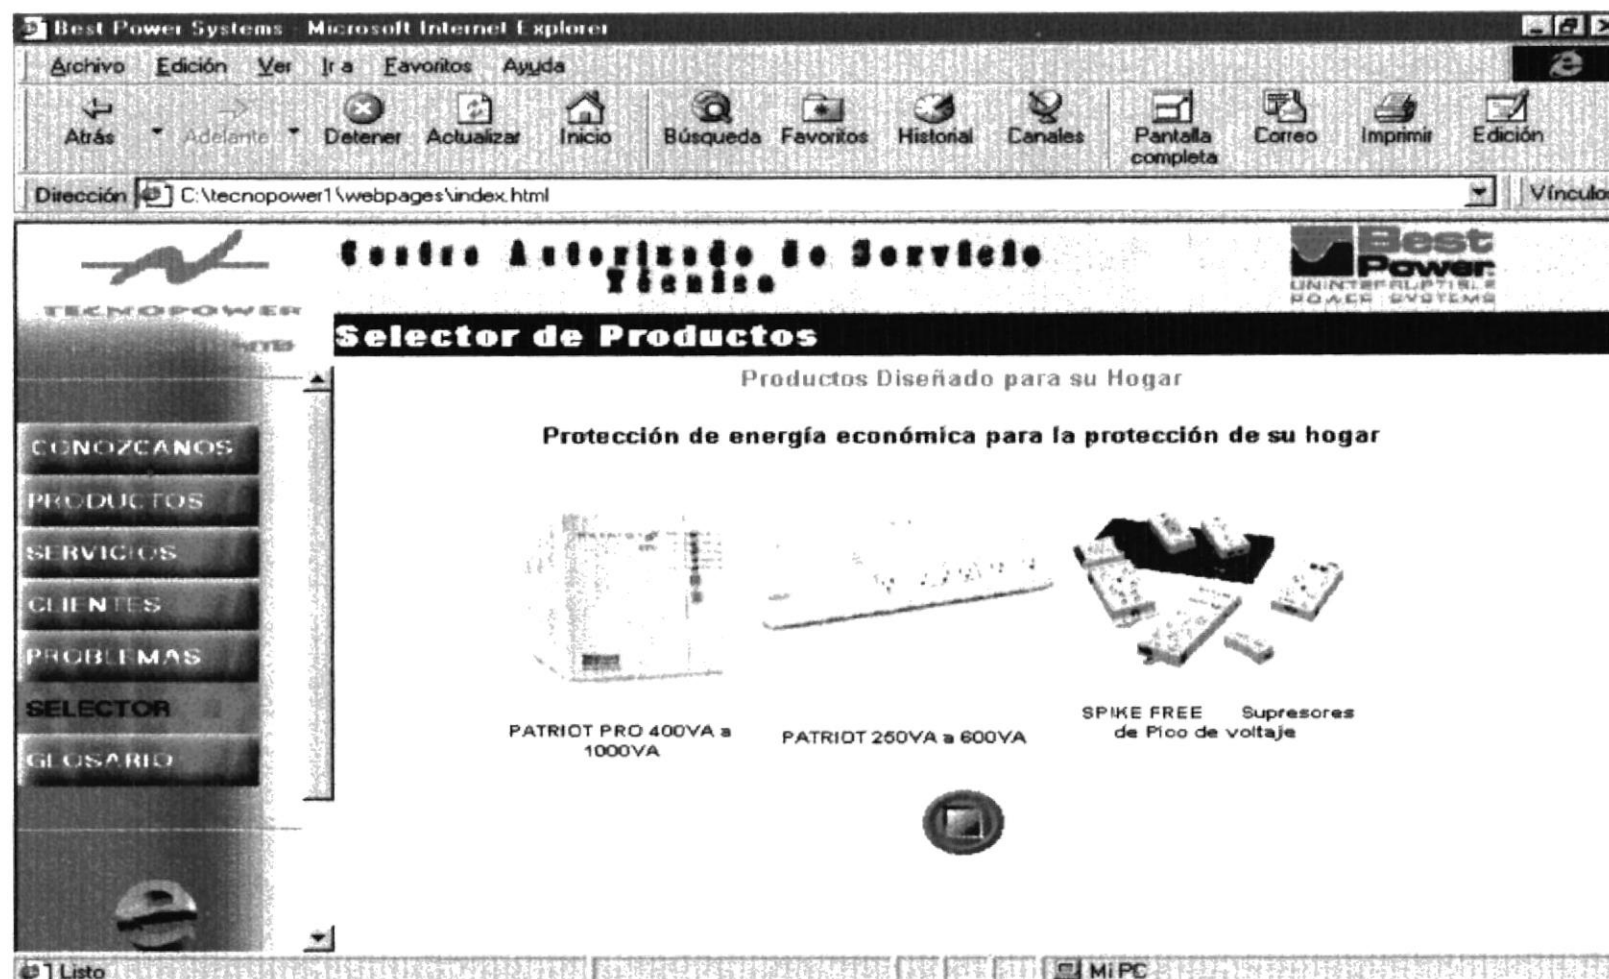 Best Power Systems - Microsoft Internet Explorer
Archivo Edición Ver Ir a Favoritos Ayuda
Atrás Adelante Detener Actualizar Inicio Búsqueda Favoritos Historial Canales Pantalla completa Correo Imprimir Edición
Dirección C:\tecnopower1\webpages\index.html Vínculos
Centro Autorizado de Servicio
Técnico
Best
Power
UNINTERRUPTIBLE
POWER SYSTEMS
TECNOPOWER
Selector de Productos
Productos Diseñado para su Hogar
Protección de energía económica para la protección de su hogar
CONOZCANOS
PRODUCTOS
SERVICIOS
CLIENTES
PROBLEMAS
SELECTOR
GLOSARIO
PATRIOT PRO 400VA a
1000VA
PATRIOT 250VA a 600VA
SPIKE FREE Supresores
de Pico de voltaje
Listo
Mi PC